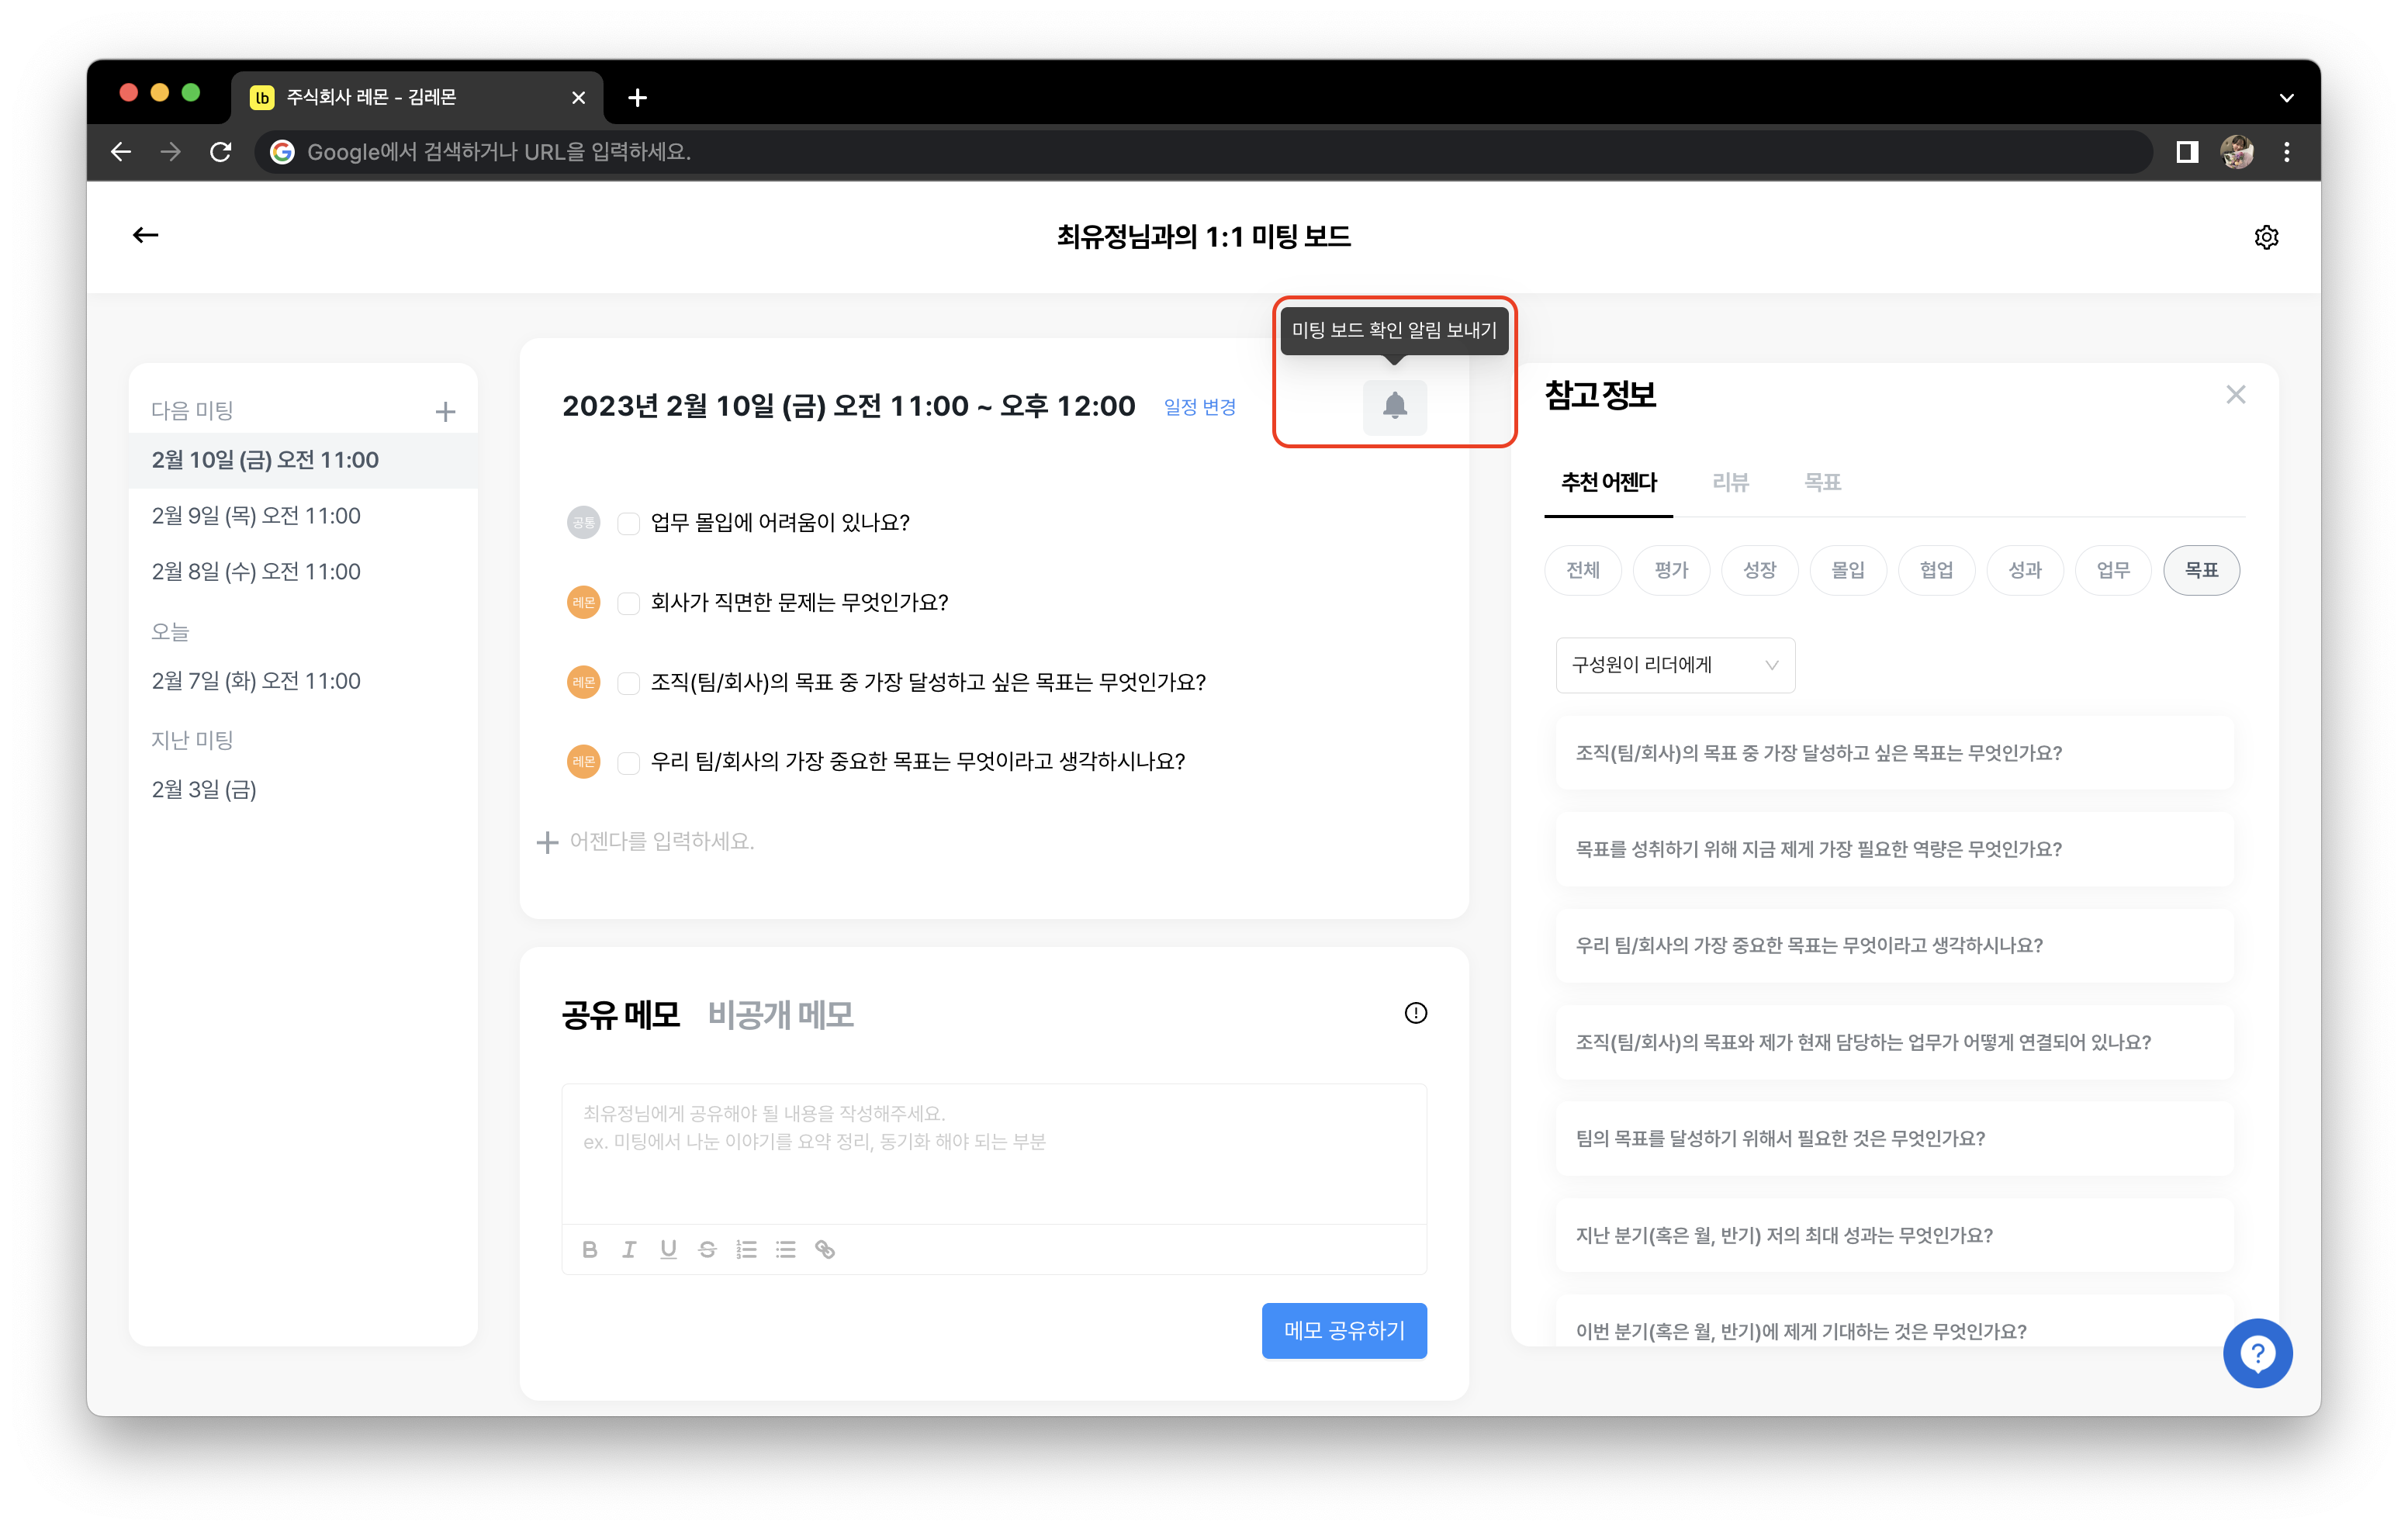 lb 주식회사 레몬 - 김레몬
Google에서 검색하거나 URL을 입력하세요.
최유정님과의 1:1 미팅 보드
다음 미팅
2월 10일 (금) 오전 11:00
2월 9일 (목) 오전 11:00
2월 8일 (수) 오전 11:00
오늘
2월 7일 (화) 오전 11:00
지난 미팅
2월 3일 (금)
미팅 보드 확인 알림 보내기
2023년 2월 10일 (금) 오전 11:00 ~ 오후 12:00 일정 변경
공통 업무 몰입에 어려움이 있나요?
레몬 회사가 직면한 문제는 무엇인가요?
레몬 조직(팀/회사)의 목표 중 가장 달성하고 싶은 목표는 무엇인가요?
레몬 우리 팀/회사의 가장 중요한 목표는 무엇이라고 생각하시나요?
어젠다를 입력하세요.
공유 메모 비공개 메모
최유정님에게 공유해야 될 내용을 작성해주세요.
ex. 미팅에서 나눈 이야기를 요약 정리, 동기화 해야 되는 부분
B I U S
메모 공유하기
참고 정보
추천 어젠다 리뷰 목표
전체 평가 성장 몰입 협업 성과 업무 목표
구성원이 리더에게
조직(팀/회사)의 목표 중 가장 달성하고 싶은 목표는 무엇인가요?
목표를 성취하기 위해 지금 제게 가장 필요한 역량은 무엇인가요?
우리 팀/회사의 가장 중요한 목표는 무엇이라고 생각하시나요?
조직(팀/회사)의 목표와 제가 현재 담당하는 업무가 어떻게 연결되어 있나요?
팀의 목표를 달성하기 위해서 필요한 것은 무엇인가요?
지난 분기(혹은 월, 반기) 저의 최대 성과는 무엇인가요?
이번 분기(혹은 월, 반기)에 제게 기대하는 것은 무엇인가요?